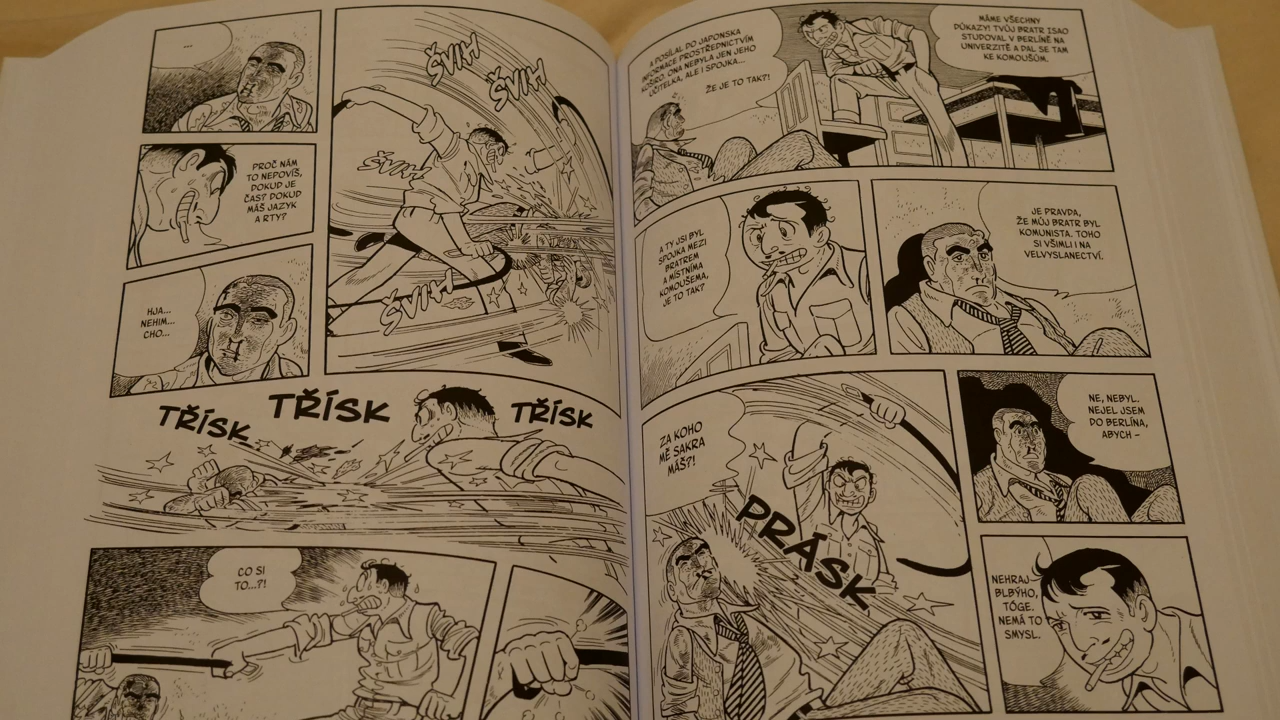 ...
ŠVIH
ŠVIH
ŠVIH
ŠVIH
PROČ NÁM
TO NEPOVÍŠ,
DOKUD JE
ČAS? DOKUD
MÁŠ JAZYK
A RTY?
HJA...
NEHIM...
CHO...
TŘÍSK
TŘÍSK
TŘÍSK
CO SI
TO...?!
A POSÍLAL DO JAPONSKA
INFORMACE PROSTŘEDNICTVÍM
KOŠIRO. ONA NEBYLA JEN JEHO
UČITELKA, ALE I SPOJKA...
ŽE JE TO TAK?!
MÁME VŠECHNY
DŮKAZY! TVŮJ BRATR ISAO
STUDOVAL V BERLÍNĚ NA
UNIVERZITĚ A DAL SE TAM
KE KOMOUŠŮM.
A TY JSI BYL
SPOJKA MEZI
BRATREM
A MÍSTNÍMA
KOMOUŠEMA,
JE TO TAK?
JE PRAVDA,
ŽE MŮJ BRATR BYL
KOMUNISTA. TOHO
SI VŠIMLI I NA
VELVYSLANECTVÍ.
ZA KOHO
MĚ SAKRA
MÁŠ?!
PRÁSK
NE, NEBYL.
NEJEL JSEM
DO BERLÍNA,
ABYCH –
NEHRAJ
BLBÝHO,
TÓGE.
NEMÁ TO
SMYSL.